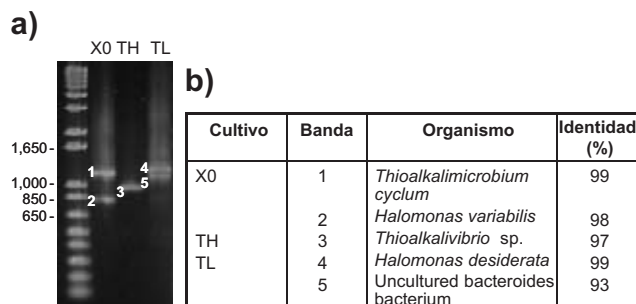 a)
X0 TH TL
1,650-
1,000-
850-
650-
1
2
3
4
5
b)
Cultivo Banda Organismo Identidad (%)
X0 1 Thioalkalimicrobium cyclum 99
2 Halomonas variabilis 98
TH 3 Thioalkalivibrio sp. 97
TL 4 Halomonas desiderata 99
5 Uncultured bacteroides bacterium 93